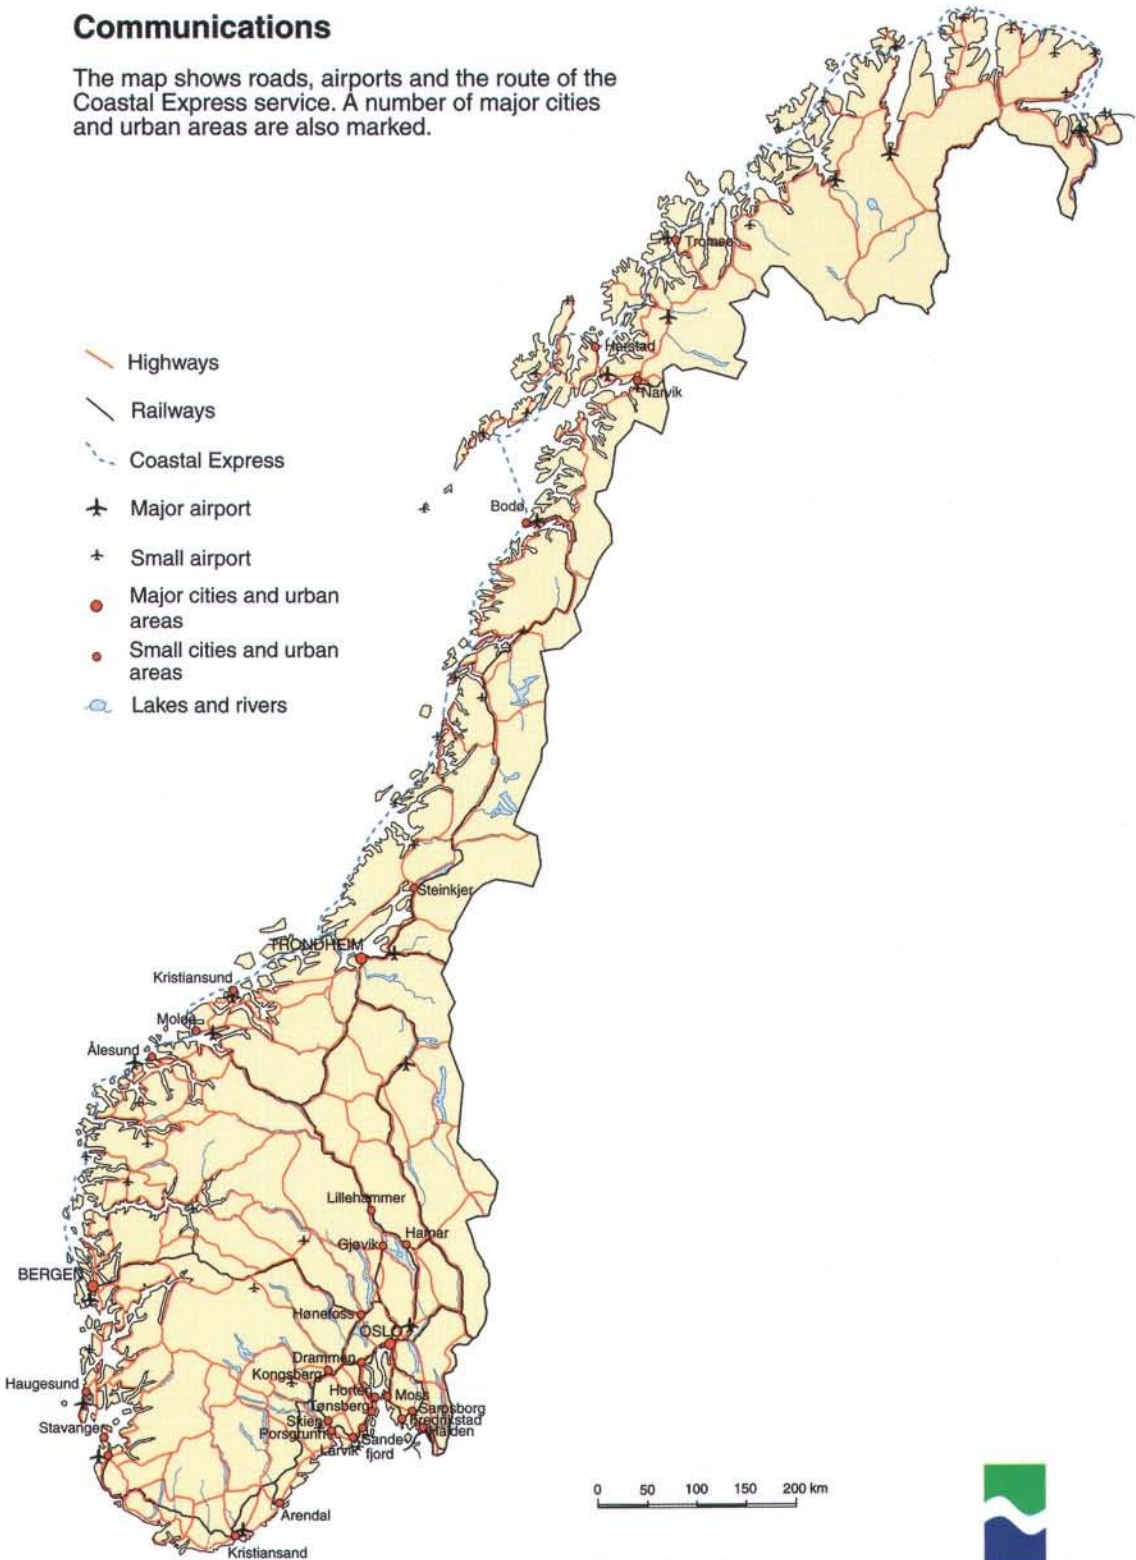 Communications
The map shows roads, airports and the route of the
Coastal Express service. A number of major cities
and urban areas are also marked.
Highways
Railways
Coastal Express
Major airport
Small airport
Major cities and urban
areas
Small cities and urban
areas
Lakes and rivers
Tromsø
Harstad
Narvik
Bodø
Steinkjer
TRONDHEIM
Kristiansund
Molde
Ålesund
Lillehammer
Gjøvik
Hamar
BERGEN
Hønefoss
OSLO
Drammen
Kongsberg
Haugesund
Horten
Moss
Tønsberg
Sarpsborg
Stavanger
Skien
Fredrikstad
Porsgrunn
Halden
Larvik
Sande
fjord
Arendal
Kristiansand
0 50 100 150 200 km